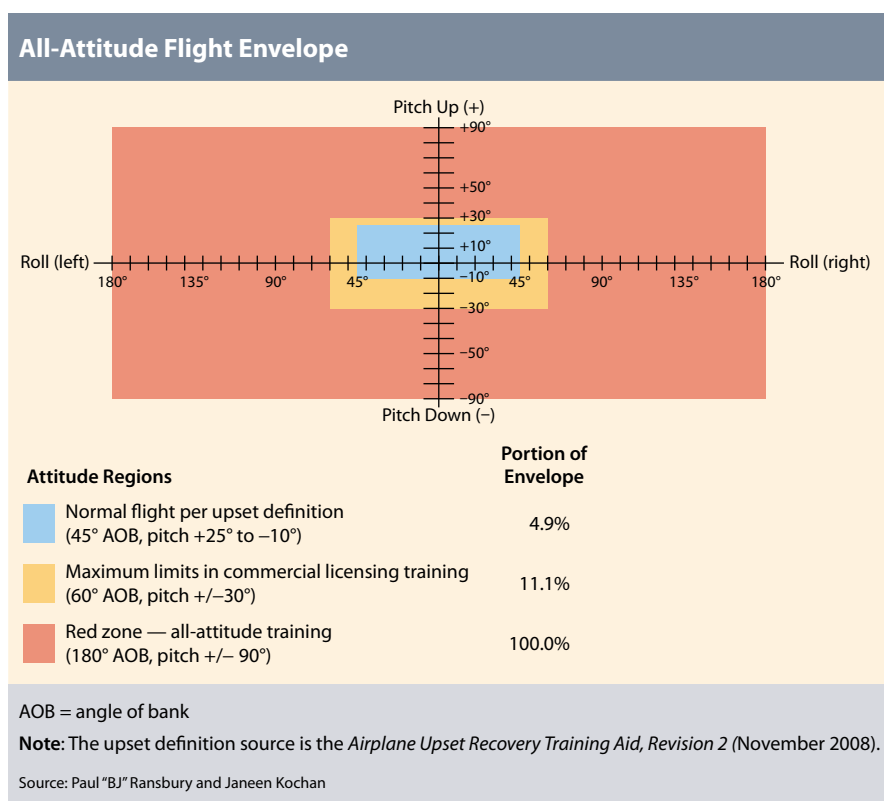 All-Attitude Flight Envelope
Pitch Up (+)
+90°
+50°
+30°
+10°
Roll (left)
Roll (right)
−10°
180°
135°
90°
45°
45°
90°
135°
180°
−30°
−50°
−90°
Pitch Down (−)
Attitude Regions
Portion of
Envelope
Normal flight per upset definition
(45° AOB, pitch +25° to −10°)
4.9%
Maximum limits in commercial licensing training
(60° AOB, pitch +/−30°)
11.1%
Red zone — all-attitude training
(180° AOB, pitch +/− 90°)
100.0%
AOB = angle of bank
Note: The upset definition source is the Airplane Upset Recovery Training Aid, Revision 2 (November 2008).
Source: Paul “BJ” Ransbury and Janeen Kochan